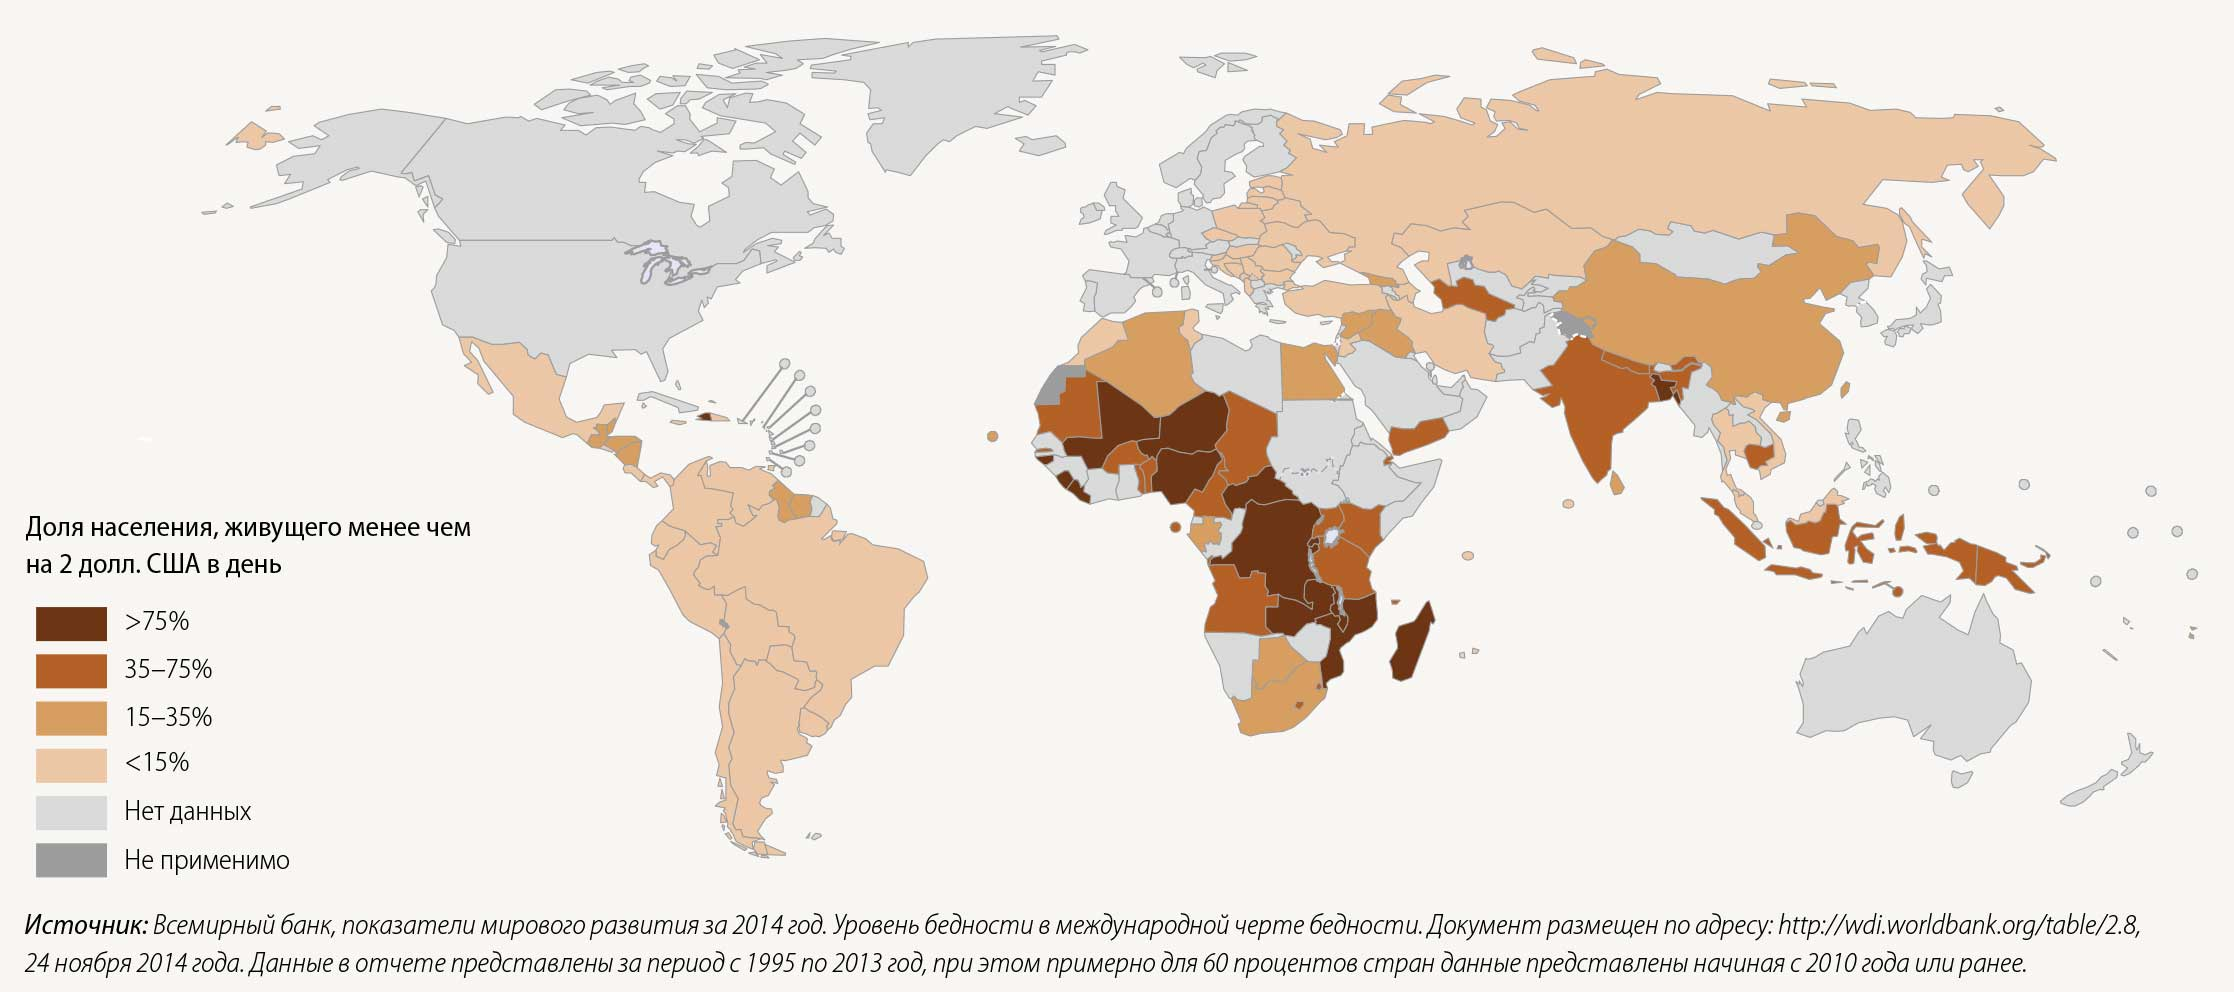 Доля населения, живущего менее чем
на 2 долл. США в день
>75%
35–75%
15–35%
<15%
Нет данных
Не применимо
Источник: Всемирный банк, показатели мирового развития за 2014 год. Уровень бедности в международной черте бедности. Документ размещен по адресу: http://wdi.worldbank.org/table/2.8,
24 ноября 2014 года. Данные в отчете представлены за период с 1995 по 2013 год, при этом примерно для 60 процентов стран данные представлены начиная с 2010 года или ранее.